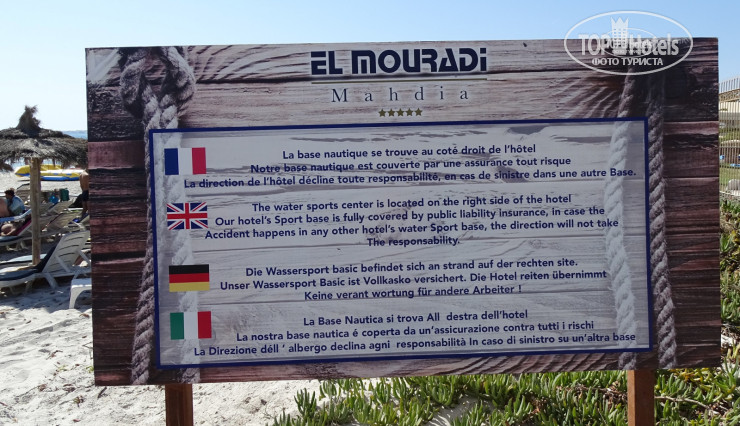 TOPHotels
ФОТО ТУРИСТА
EL MOURADI
Mahdia
La base nautique se trouve au coté droit de l'hôtel
Notre base nautique est couverte par une assurance tout risque
La direction de l'hôtel décline toute responsabilité, en cas de sinistre dans une autre Base.
The water sports center is located on the right side of the hotel
Our hotel's Sport base is fully covered by public liability insurance, in case the
Accident happens in any other hotel's water Sport base, the direction will not take
The responsability.
Die Wassersport basic befindet sich an strand auf der rechten site.
Unser Wassersport Basic ist Vollkasko versichert. Die Hotel reiten übernimmt
Keine verant wortung für andere Arbeiter !
La Base Nautica si trova All destra dell'hotel
La nostra base nautica é coperta da un'assicurazione contro tutti i rischi
La Direzione déll ' albergo declina agni responsabilità In caso di sinistro su un'altra base